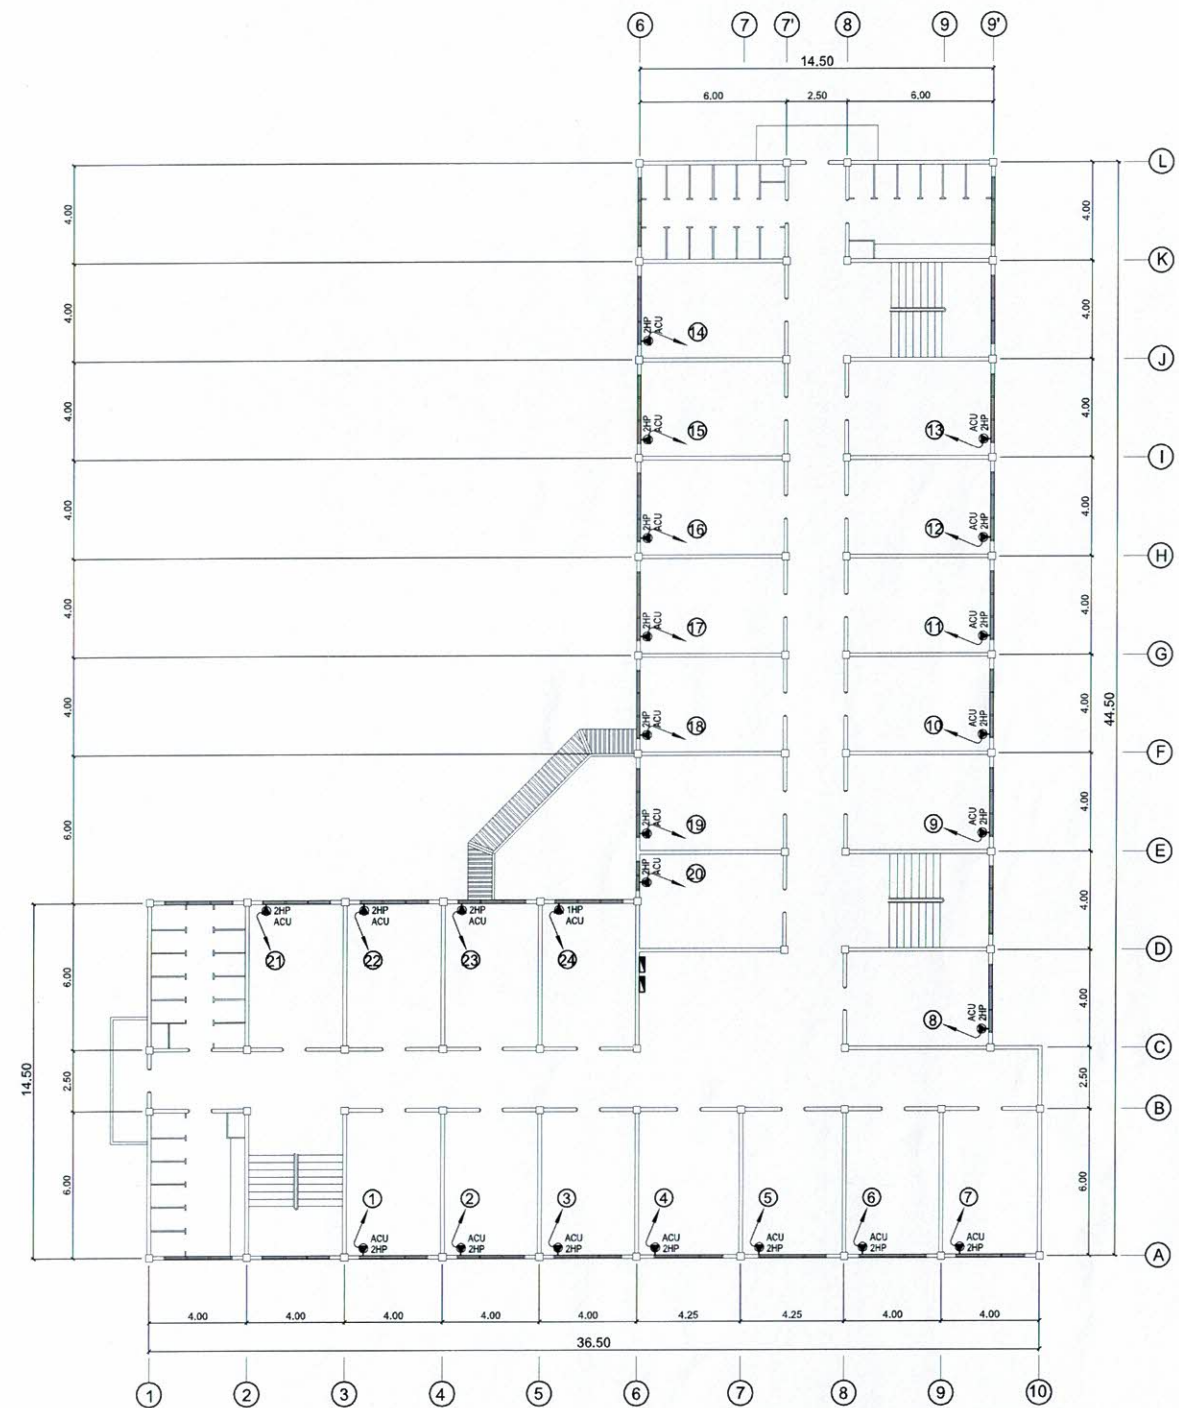 6 7 7' 8 9 9'
14.50
6.00 2.50 6.00
L
4.00 4.00
K
4.00 2HP ACU 14 4.00
J
4.00 2HP ACU 15 13 ACU 2HP 4.00
I
4.00 2HP ACU 16 12 ACU 2HP 4.00
H
4.00 2HP ACU 17 11 ACU 2HP 4.00
G
4.00 2HP ACU 18 10 ACU 2HP 4.00
44.50
F
6.00 2HP ACU 19 9 ACU 2HP 4.00
E
2HP ACU 20 4.00
2HP 2HP 2HP 1HP
ACU ACU ACU ACU
21 22 23 24
D
6.00 8 ACU 2HP 4.00
C
14.50 2.50 2.50
B
6.00 6.00
1 2 3 4 5 6 7
ACU ACU ACU ACU ACU ACU ACU
2HP 2HP 2HP 2HP 2HP 2HP 2HP
A
4.00 4.00 4.00 4.00 4.00 4.25 4.25 4.00 4.00
36.50
1 2 3 4 5 6 7 8 9 10